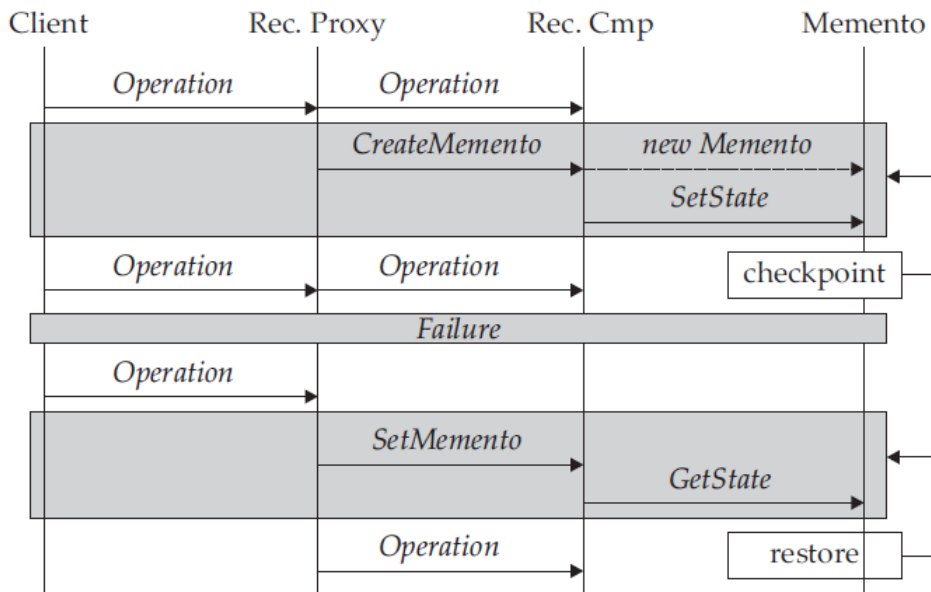 Client Rec. Proxy Rec. Cmp Memento
Operation Operation
CreateMemento new Memento
SetState
Operation Operation
checkpoint
Failure
Operation
SetMemento
GetState
Operation
restore